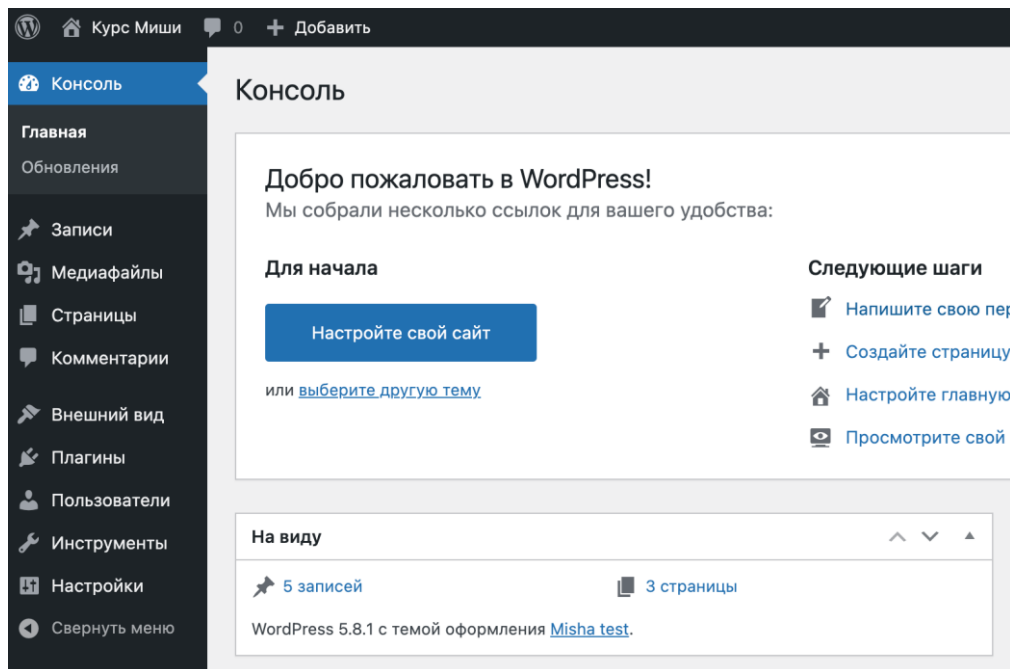 Курс Миши 0 Добавить
Консоль
Главная
Обновления
Записи
Медиафайлы
Страницы
Комментарии
Внешний вид
Плагины
Пользователи
Инструменты
Настройки
Свернуть меню
Консоль
Добро пожаловать в WordPress!
Мы собрали несколько ссылок для вашего удобства:
Для начала
Настройте свой сайт
или выберите другую тему
Следующие шаги
Напишите свою пер
Создайте страницу
Настройте главную
Просмотрите свой
На виду
5 записей 3 страницы
WordPress 5.8.1 с темой оформления Misha test.